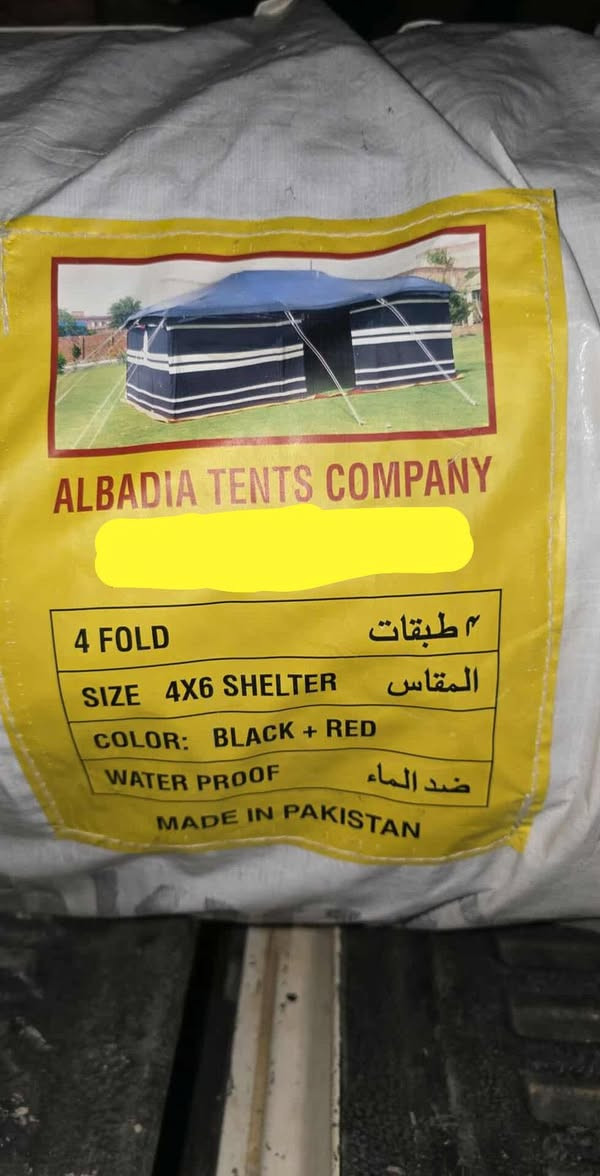 ALBADIA TENTS COMPANY
4 FOLD ٤ طبقات
SIZE 4X6 SHELTER المقاس
COLOR: BLACK + RED
WATER PROOF ضد الماء
MADE IN PAKISTAN